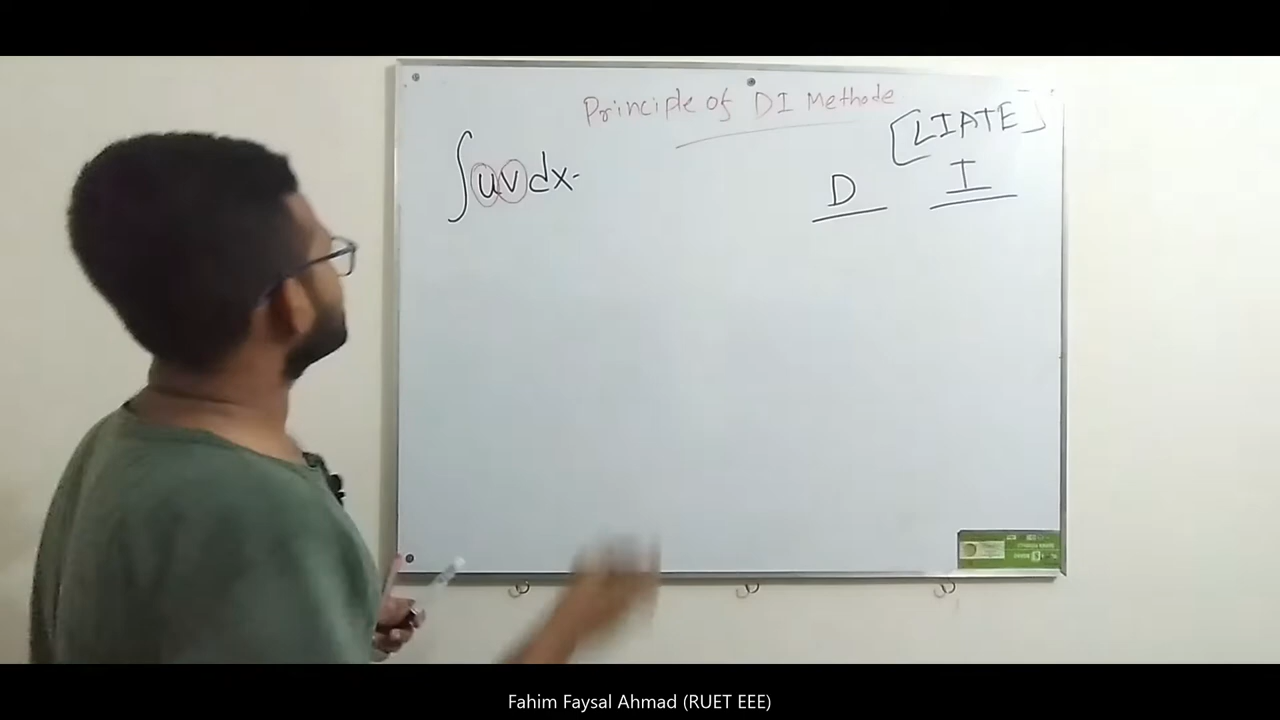 Principle of DI Methode
[LIATE]
∫uvdx
D I
Fahim Faysal Ahmad (RUET EEE)